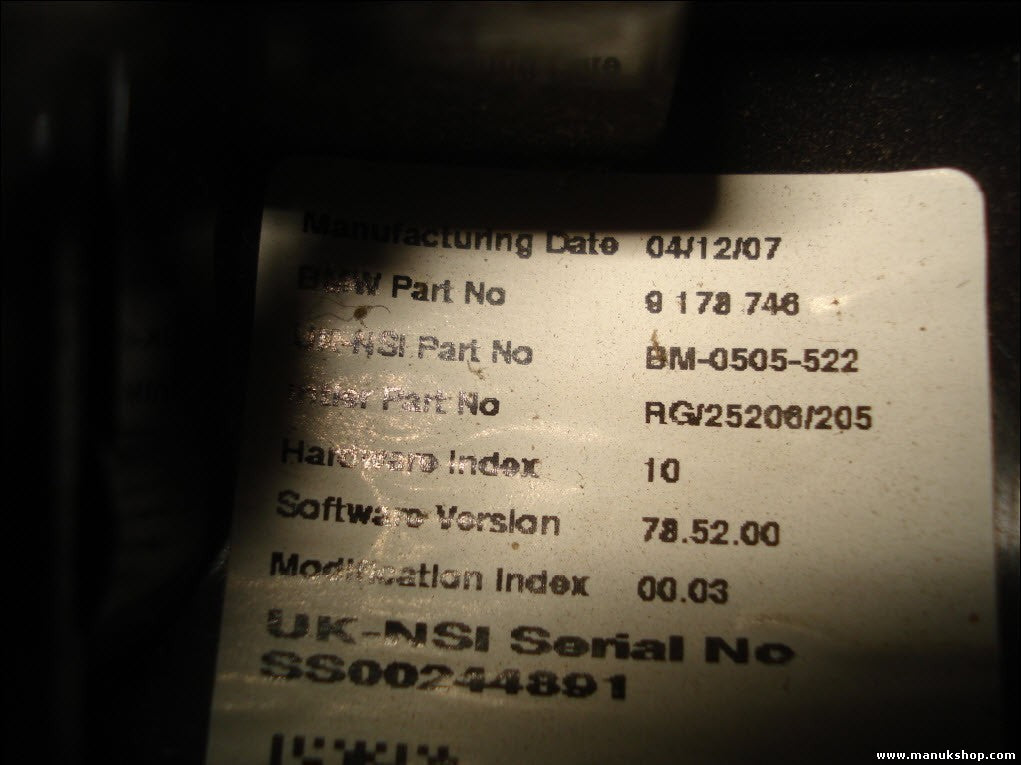 Manufacturing Date 04/12/07
BMW Part No 9 178 746
UK-NSI Part No BM-0505-522
Part No RG/25206/205
Hardware Index 10
Software Version 78.52.00
Modification Index 00.03
UK-NSI Serial No
SS00244891
www.manukshop.com